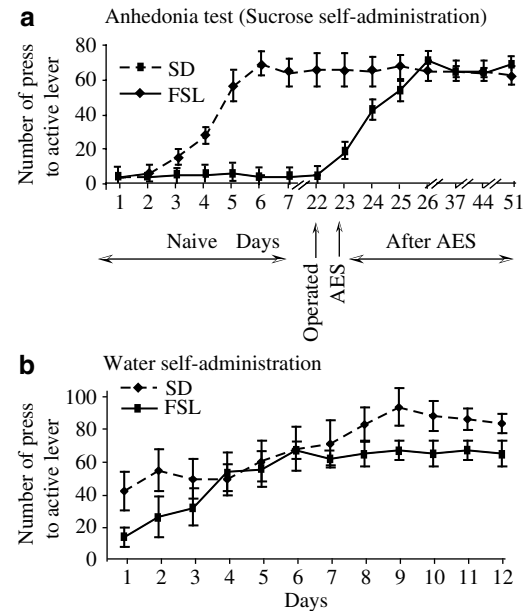 a Anhedonia test (Sucrose self-administration)
Number of press
to active lever
80
60
40
20
0
SD
FSL
1 2 3 4 5 6 7 22 23 24 25 26 37 44 51
Naive Days
Operated
AES
After AES
b Water self-administration
Number of press
to active lever
100
80
60
40
20
0
SD
FSL
1 2 3 4 5 6 7 8 9 10 11 12
Days